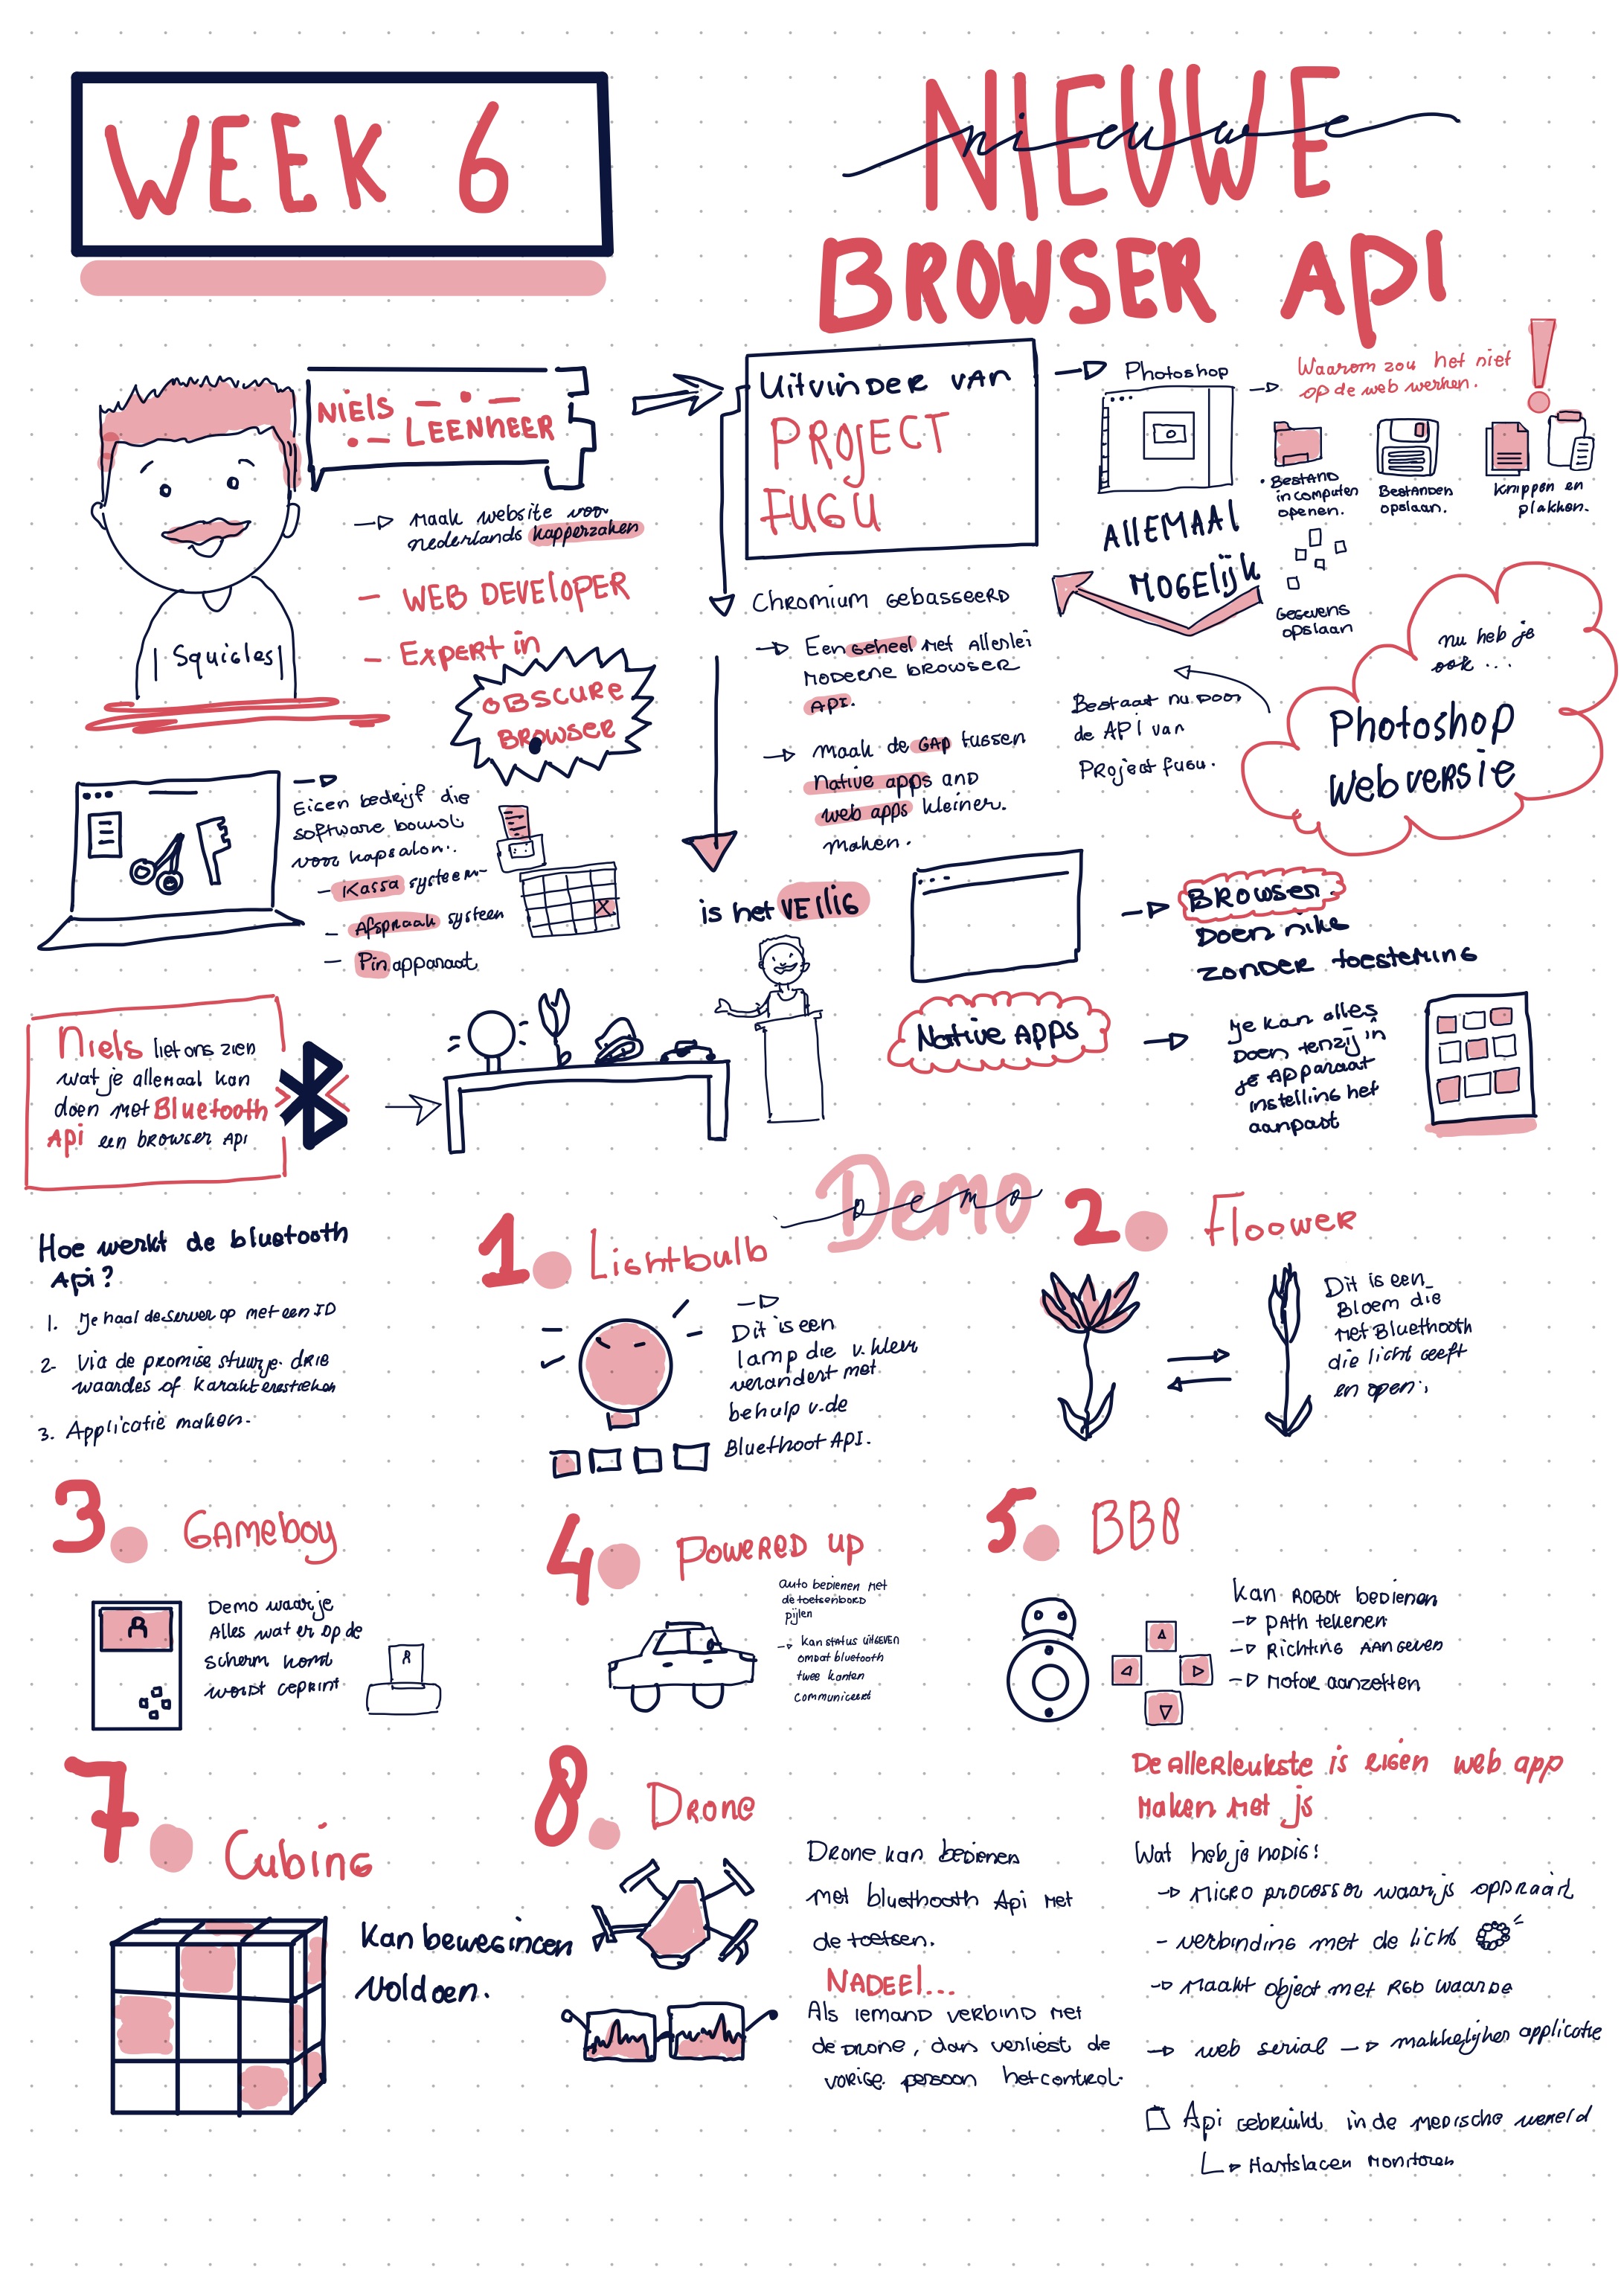 WEEK 6
NIEUWE
nieuwe
BROWSER API
NIELS
LEENHEER
Maak website voor
nederlands kapperzaken
- WEB DEVELOPER
- Expert in
OBSCURE
BROWSER
Squigles
Uitvinder van
PROJECT
FUGU
Photoshop
Waarom zou het niet
op de web werken.
Bestand
in computer
openen.
Bestanden
opslaan.
Knippen en
plakken.
Gegevens
opslaan
ALLEMAAL
MOGELIJK
Chromium gebasseerd
Een geheel met allerlei
moderne browser
API.
Maak de GAP tussen
Native apps and
web apps kleiner.
maken.
nu heb je
ook ...
Photoshop
Webversie
Bestaat nu door
de API van
Project fugu.
Eigen bedrijf die
software bouwt
voor kapsalon..
- Kassa systeem
- Afspraak systeem
- Pin apparaat
is het veilig
Browser.
Doen niks
zonder toesteming
Native Apps
Je kan alles
doen tenzij in
je apparaat
instelling het
aanpast
Niels liet ons zien
wat je allemaal kan
doen met Bluetooth
Api een browser API
Demo
Demo
Hoe werkt de bluetooth
Api?
1. Je haal de server op met een ID
2. Via de promise stuur je drie
waardes of karakterestieken
3. Applicatie maken.
1. Lightbulb
Dit is een
lamp die v. kleur
verandert met
behulp v. de
Bluethoot API.
2. Floower
Dit is een
Bloem die
met Bluethooth
die licht geeft
en open.
3. Gameboy
Demo waar je
Alles wat er op de
scherm komt
wordt geprint
4. Powered up
auto bedienen met
de toetsenbord
pijlen
kan status uitgeven
omdat bluetooth
twee kanten
communiceert
5. BB8
Kan ROBOT bedienen
path tekenen
Richting aangeven
Motor aanzetten
7. Cubing
Kan bewegingen
voldoen.
8. Drone
Drone kan bedienen
met bluethooth Api met
de toetsen.
NADEEL...
Als iemand verbind met
de drone, dan verliest de
vorige persoon het control.
De allerleukste is eigen web app
maken met js
Wat heb je nodig!
Micro processor waar js opdraait
- verbinding met de licht
Maakt object met RGD waarde
web serial makkelijker applicatie
Api gebruikt in de medische wereld
Hartslagen monitoren